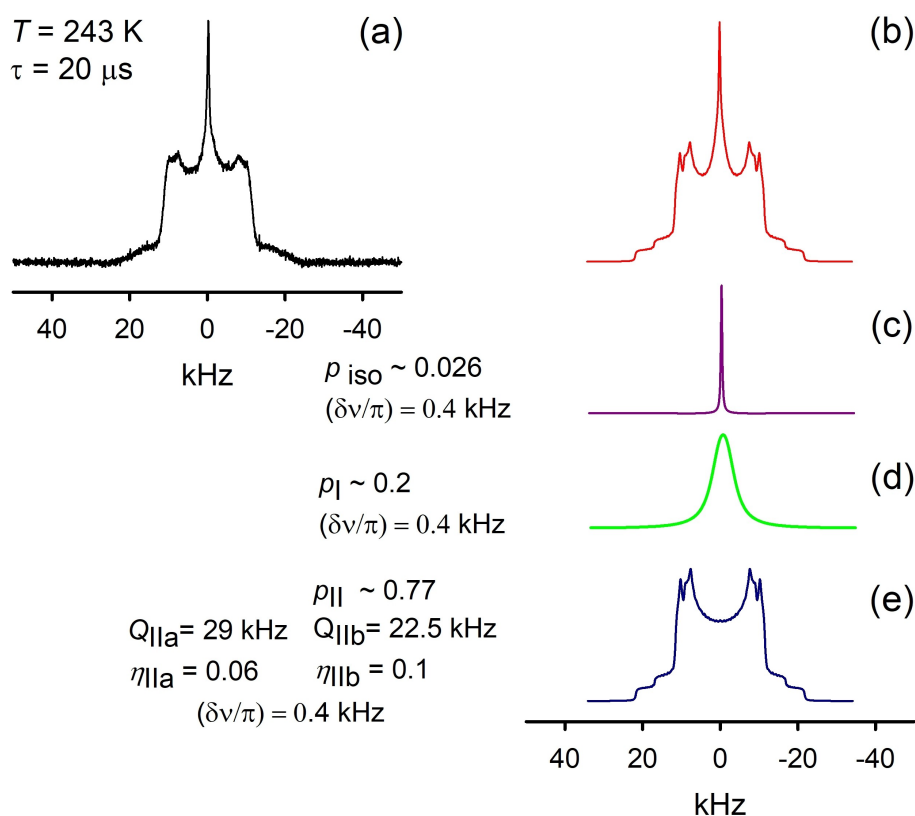 T = 243 K
τ = 20 μs
(a)
40 20 0 -20 -40
kHz
(b)
(c)
p iso ~ 0.026
(δν/π) = 0.4 kHz
(d)
pI ~ 0.2
(δν/π) = 0.4 kHz
(e)
pII ~ 0.77
QIIa= 29 kHz QIIb= 22.5 kHz
ηIIa = 0.06 ηIIb = 0.1
(δν/π) = 0.4 kHz
40 20 0 -20 -40
kHz